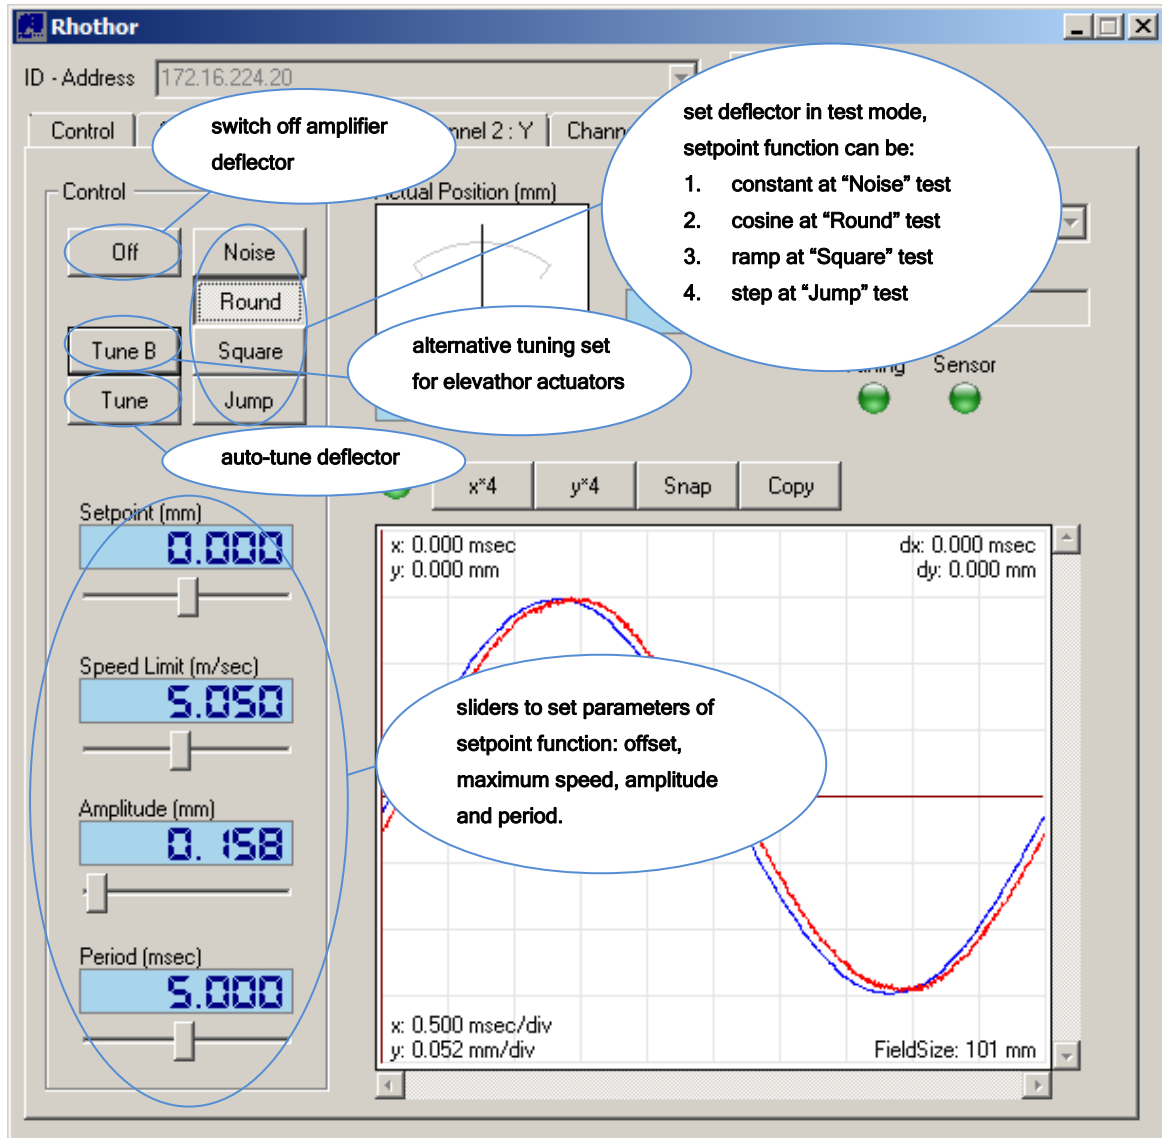 Rhothor
ID - Address 172.16.224.20
Control
nnel 2 : Y
Chann
switch off amplifier
deflector
set deflector in test mode,
setpoint function can be:
1. constant at “Noise” test
2. cosine at “Round” test
3. ramp at “Square” test
4. step at “Jump” test
Control
Actual Position (mm)
Off
Noise
Round
Tune B
Square
Tune
Jump
alternative tuning set
for elevathor actuators
Sensor
auto-tune deflector
x*4
y*4
Snap
Copy
Setpoint (mm)
0.000
Speed Limit (m/sec)
5.050
Amplitude (mm)
0.158
Period (msec)
5.000
x: 0.000 msec
y: 0.000 mm
dx: 0.000 msec
dy: 0.000 mm
sliders to set parameters of
setpoint function: offset,
maximum speed, amplitude
and period.
x: 0.500 msec/div
y: 0.052 mm/div
FieldSize: 101 mm